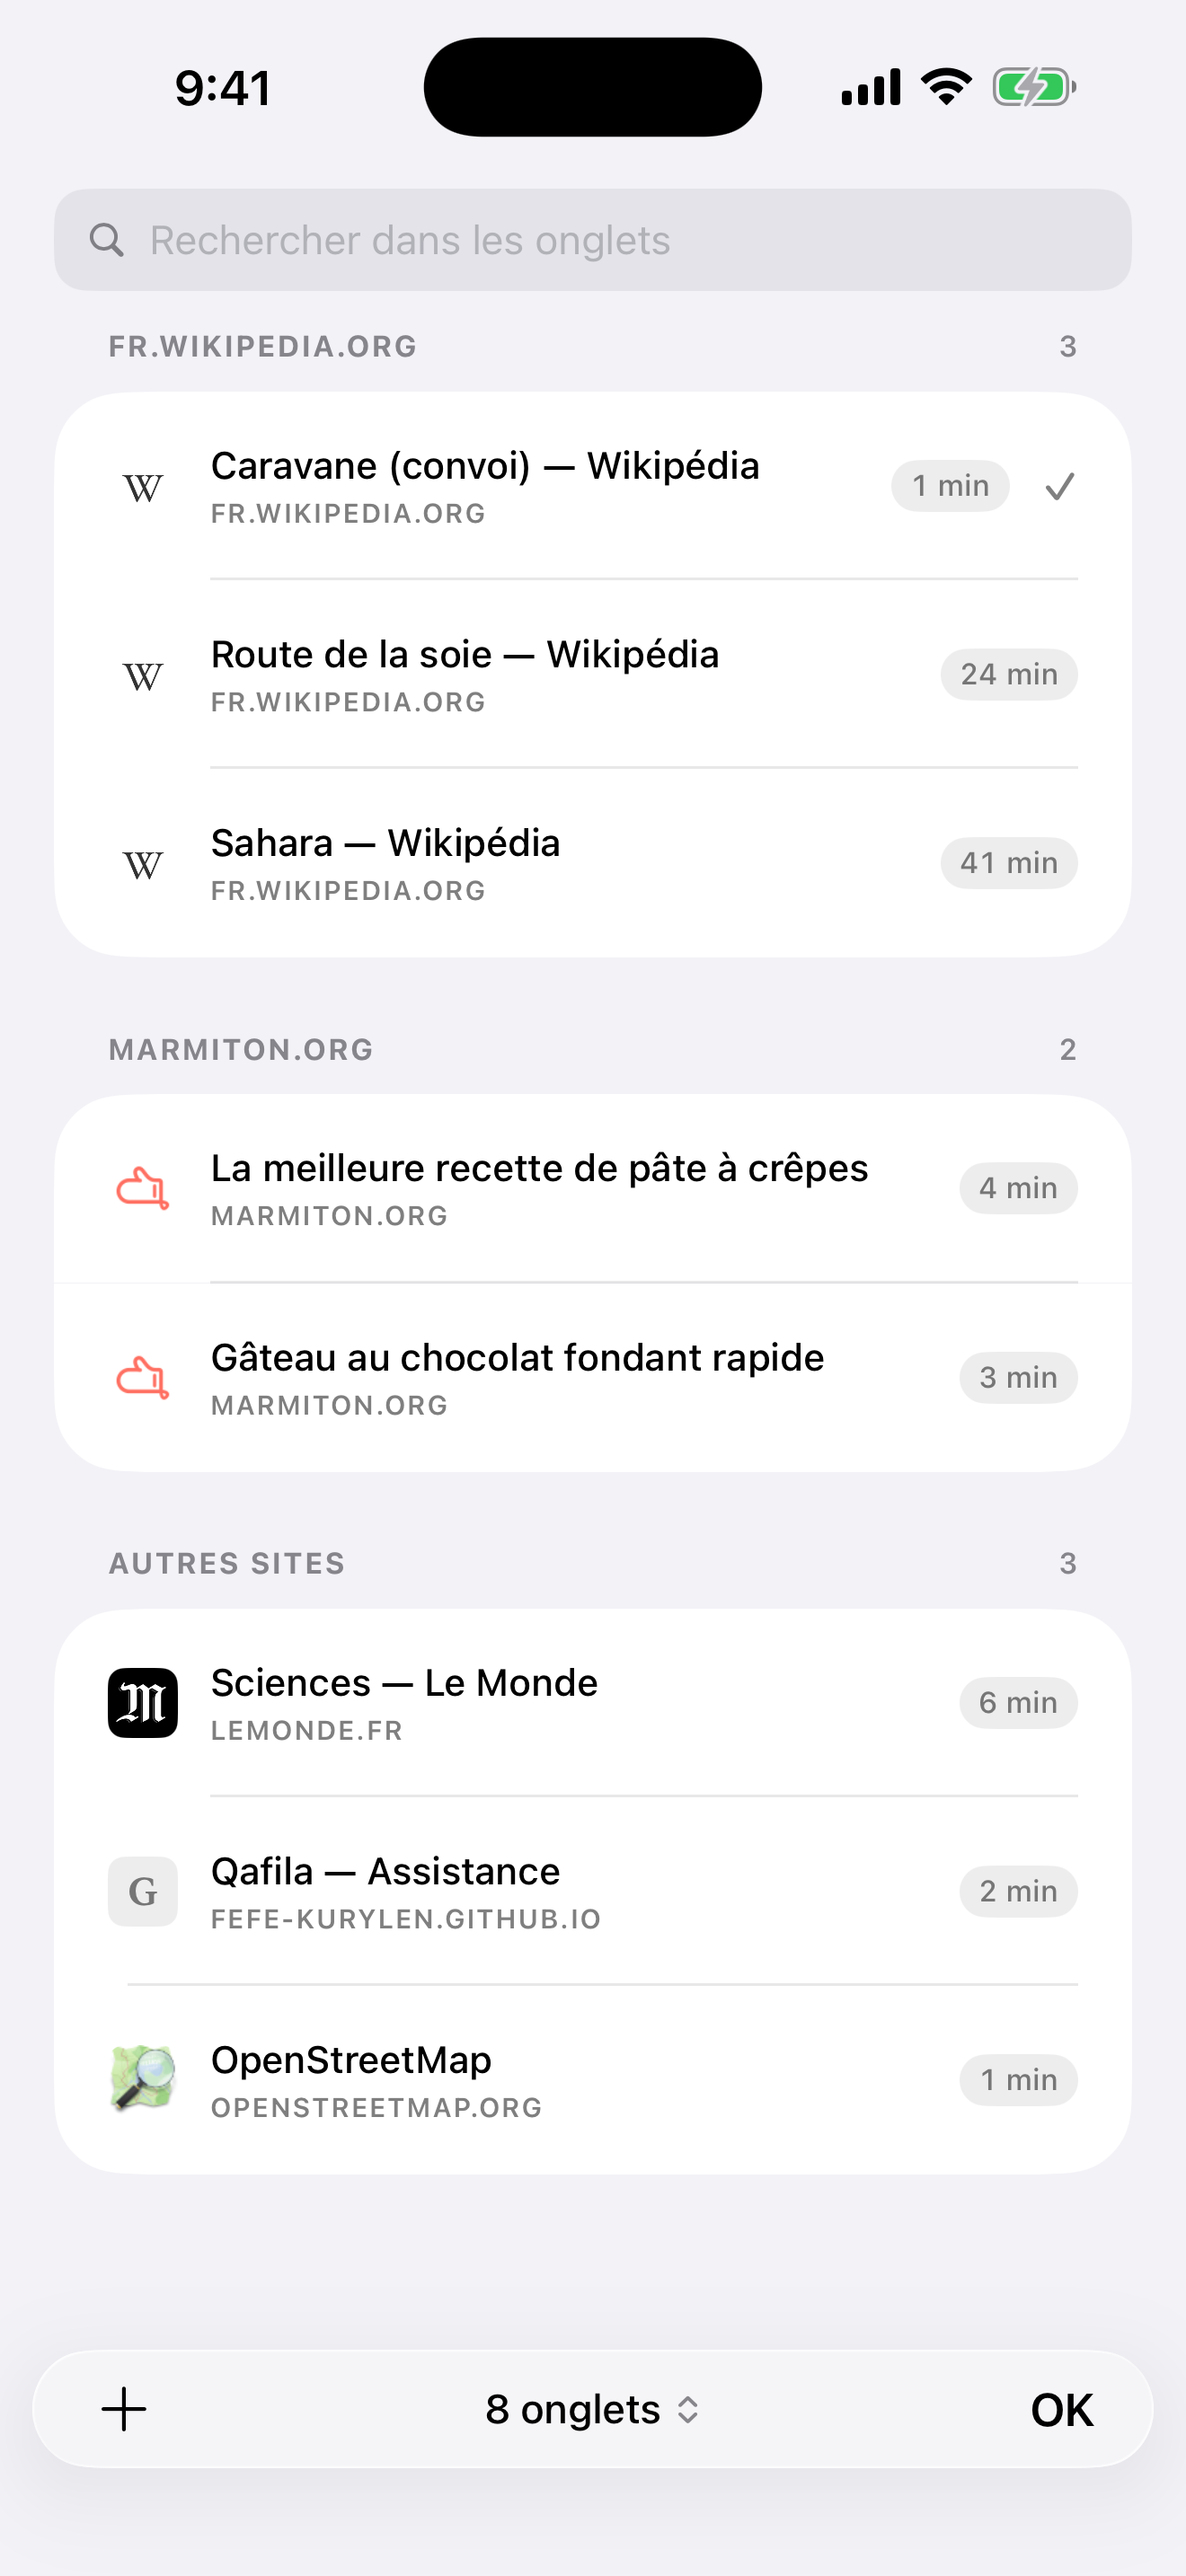 9:41
Rechercher dans les onglets
FR.WIKIPEDIA.ORG 3
W Caravane (convoi) — Wikipédia 1 min
FR.WIKIPEDIA.ORG
W Route de la soie — Wikipédia 24 min
FR.WIKIPEDIA.ORG
W Sahara — Wikipédia 41 min
FR.WIKIPEDIA.ORG
MARMITON.ORG 2
La meilleure recette de pâte à crêpes 4 min
MARMITON.ORG
Gâteau au chocolat fondant rapide 3 min
MARMITON.ORG
AUTRES SITES 3
M Sciences — Le Monde 6 min
LEMONDE.FR
G Qafila — Assistance 2 min
FEFE-KURYLEN.GITHUB.IO
OpenStreetMap 1 min
OPENSTREETMAP.ORG
8 onglets OK